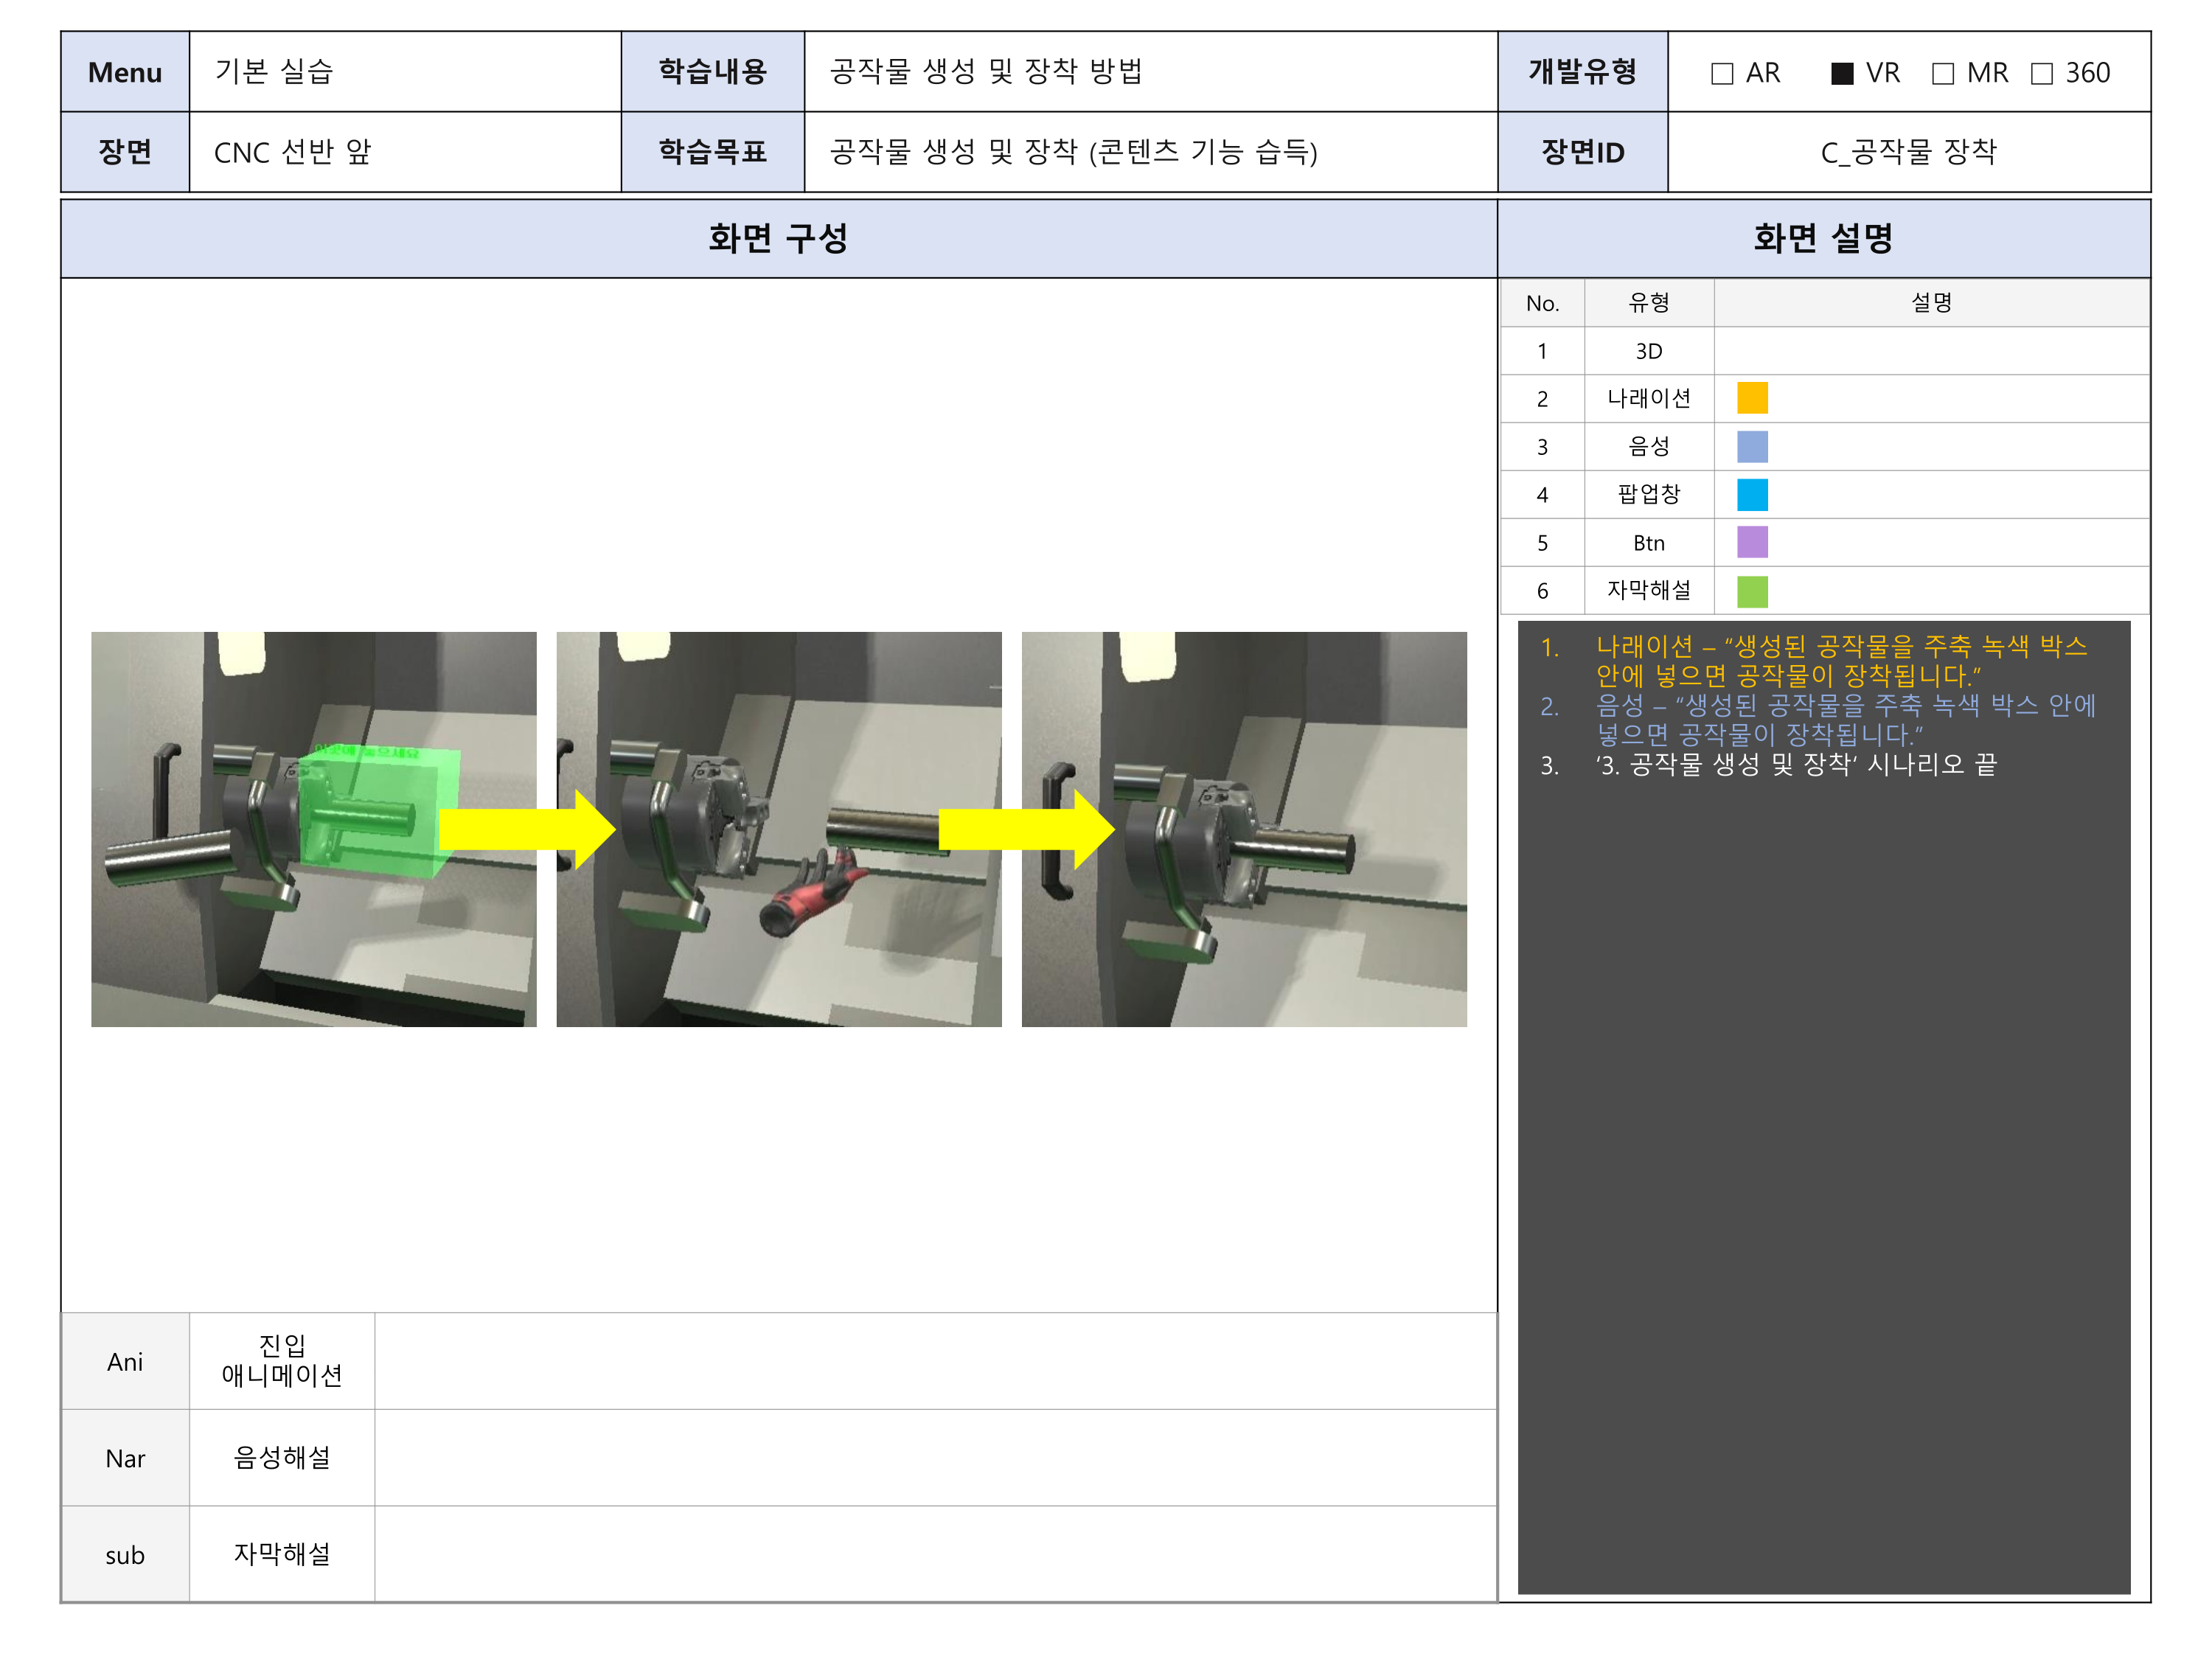 Menu 기본 실습 학습내용 공작물 생성 및 장착 방법 개발유형 □ AR ■ VR □ MR □ 360
장면 CNC 선반 앞 학습목표 공작물 생성 및 장착 (콘텐츠 기능 습득) 장면ID C_공작물 장착
화면 구성
화면 설명
No. 유형 설명
1 3D
2 나래이션
3 음성
4 팝업창
5 Btn
6 자막해설
1. 나래이션 – “생성된 공작물을 주축 녹색 박스
안에 넣으면 공작물이 장착됩니다.”
2. 음성 – “생성된 공작물을 주축 녹색 박스 안에
넣으면 공작물이 장착됩니다.”
3. ‘3. 공작물 생성 및 장착‘ 시나리오 끝
Ani 진입
애니메이션
Nar 음성해설
sub 자막해설